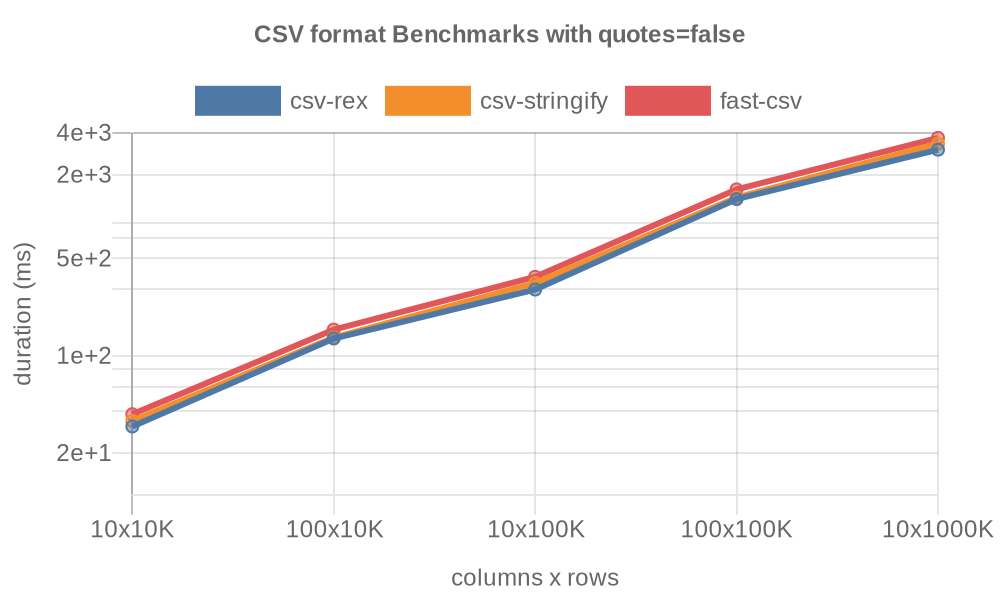 CSV format Benchmarks with quotes=false
csv-rex csv-stringify fast-csv
4e+3
2e+3
5e+2
1e+2
2e+1
duration (ms)
10x10K 100x10K 10x100K 100x100K 10x1000K
columns x rows